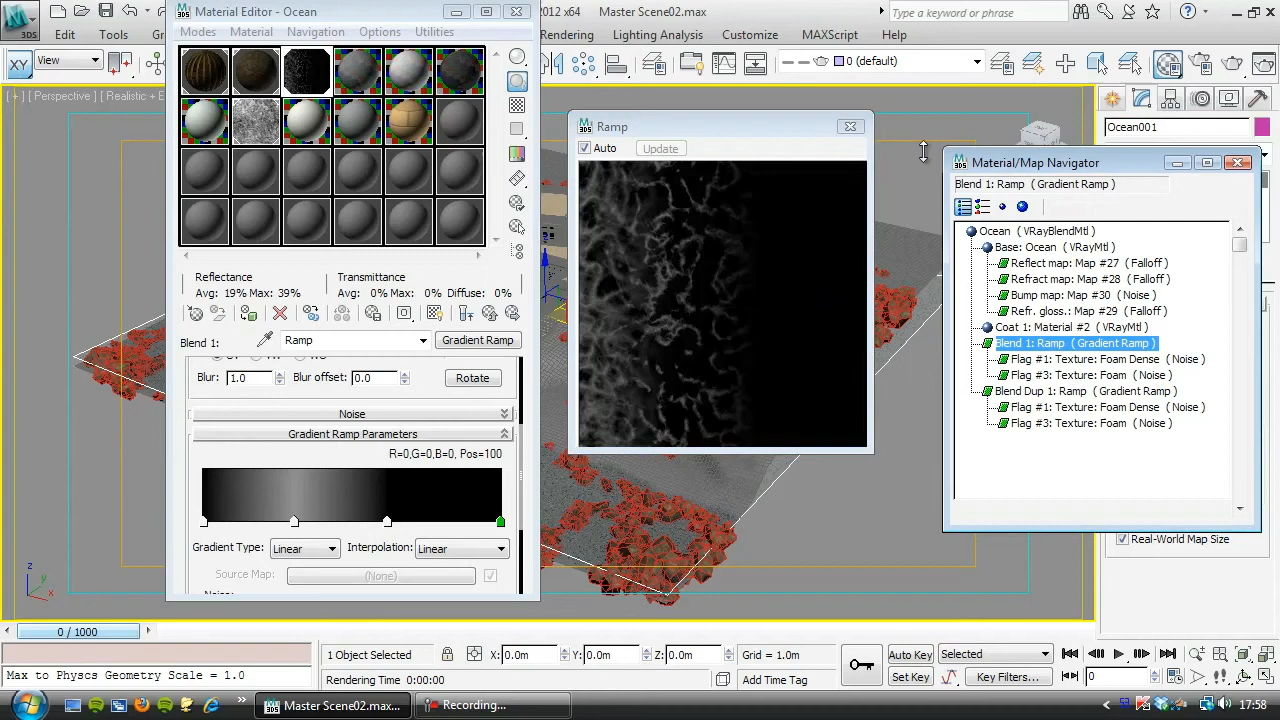 Material Editor - Ocean
2012 x64
Master Scene02.max
Type a keyword or phrase
Edit
Tools
Modes
Material
Navigation
Options
Utilities
Rendering
Lighting Analysis
Customize
MAXScript
Help
XY
View
0 (default)
[ + ] [ Perspective ] [ Realistic + E
Ramp
Auto
Update
Ocean001
Material/Map Navigator
Blend 1: Ramp ( Gradient Ramp )
Ocean ( VRayBlendMtl )
Base: Ocean ( VRayMtl )
Reflect map: Map #27 ( Falloff )
Refract map: Map #28 ( Falloff )
Bump map: Map #30 ( Noise )
Refr. gloss.: Map #29 ( Falloff )
Coat 1: Material #2 ( VRayMtl )
Blend 1: Ramp ( Gradient Ramp )
Flag #1: Texture: Foam Dense ( Noise )
Flag #3: Texture: Foam ( Noise )
Blend Dup 1: Ramp ( Gradient Ramp )
Flag #1: Texture: Foam Dense ( Noise )
Flag #3: Texture: Foam ( Noise )
Real-World Map Size
Reflectance
Transmittance
Avg: 19% Max: 39%
Avg: 0% Max: 0%
Diffuse: 0%
Blend 1:
Ramp
Gradient Ramp
Blur: 1.0
Blur offset: 0.0
Rotate
Noise
Gradient Ramp Parameters
R=0,G=0,B=0, Pos=100
Gradient Type: Linear
Interpolation: Linear
Source Map: (None)
z
y
x
0 / 1000
1 Object Selected
X: 0.0m
Y: 0.0m
Z: 0.0m
Grid = 1.0m
Auto Key
Selected
Max to Physcs Geometry Scale = 1.0
Rendering Time 0:00:00
Add Time Tag
Set Key
Key Filters...
0
Master Scene02.max...
Recording...
17:58